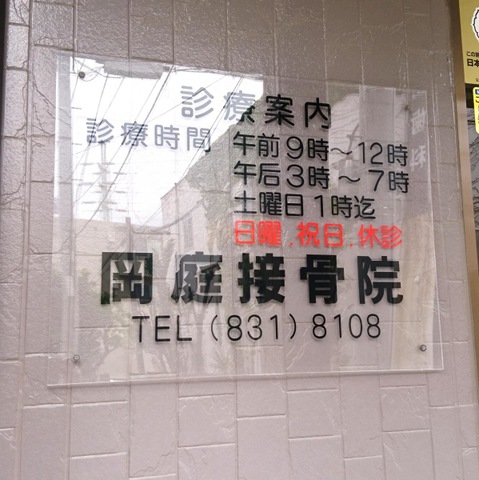 診療案内
診療時間 午前9時～12時
午后3時～7時
土曜日1時迄
日曜.祝日.休診
岡庭接骨院
TEL(831)8108